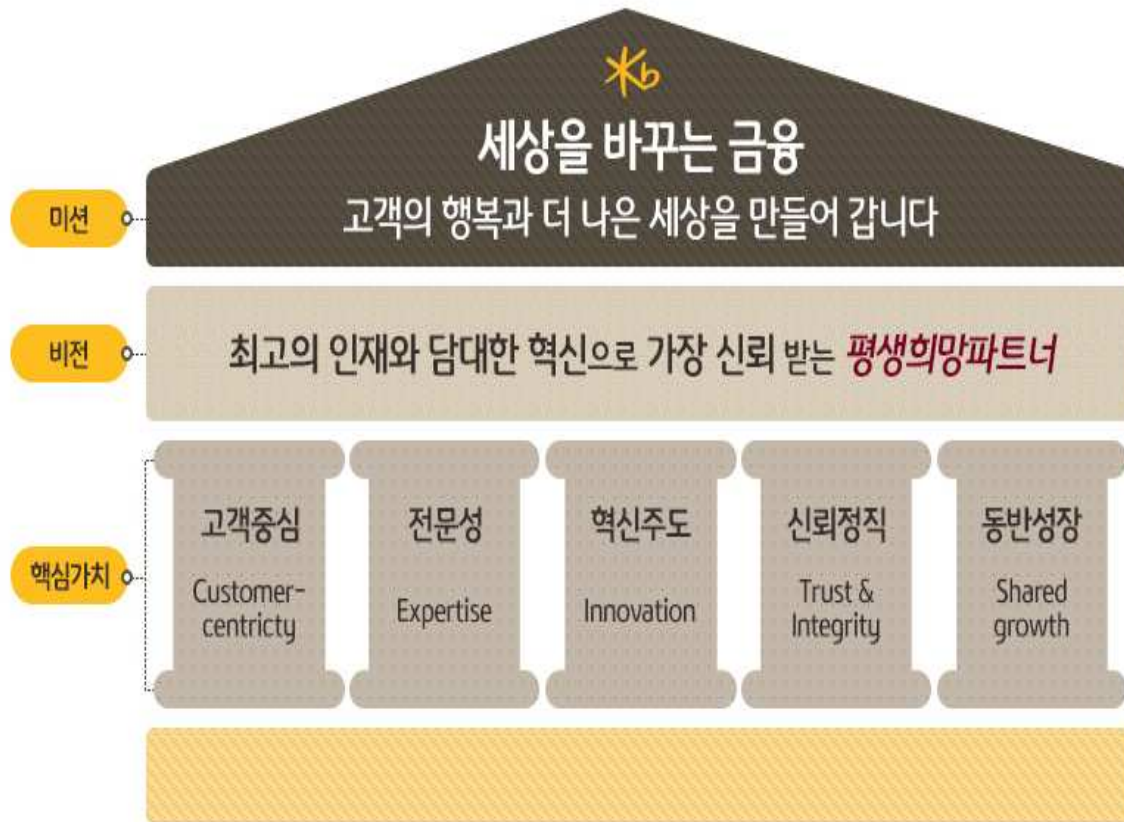 Kb
세상을 바꾸는 금융
미션
고객의 행복과 더 나은 세상을 만들어 갑니다
비전
최고의 인재와 담대한 혁신으로 가장 신뢰 받는 평생희망파트너
핵심가치
고객중심
Customer-
centricty
전문성
Expertise
혁신주도
Innovation
신뢰정직
Trust &
Integrity
동반성장
Shared
growth